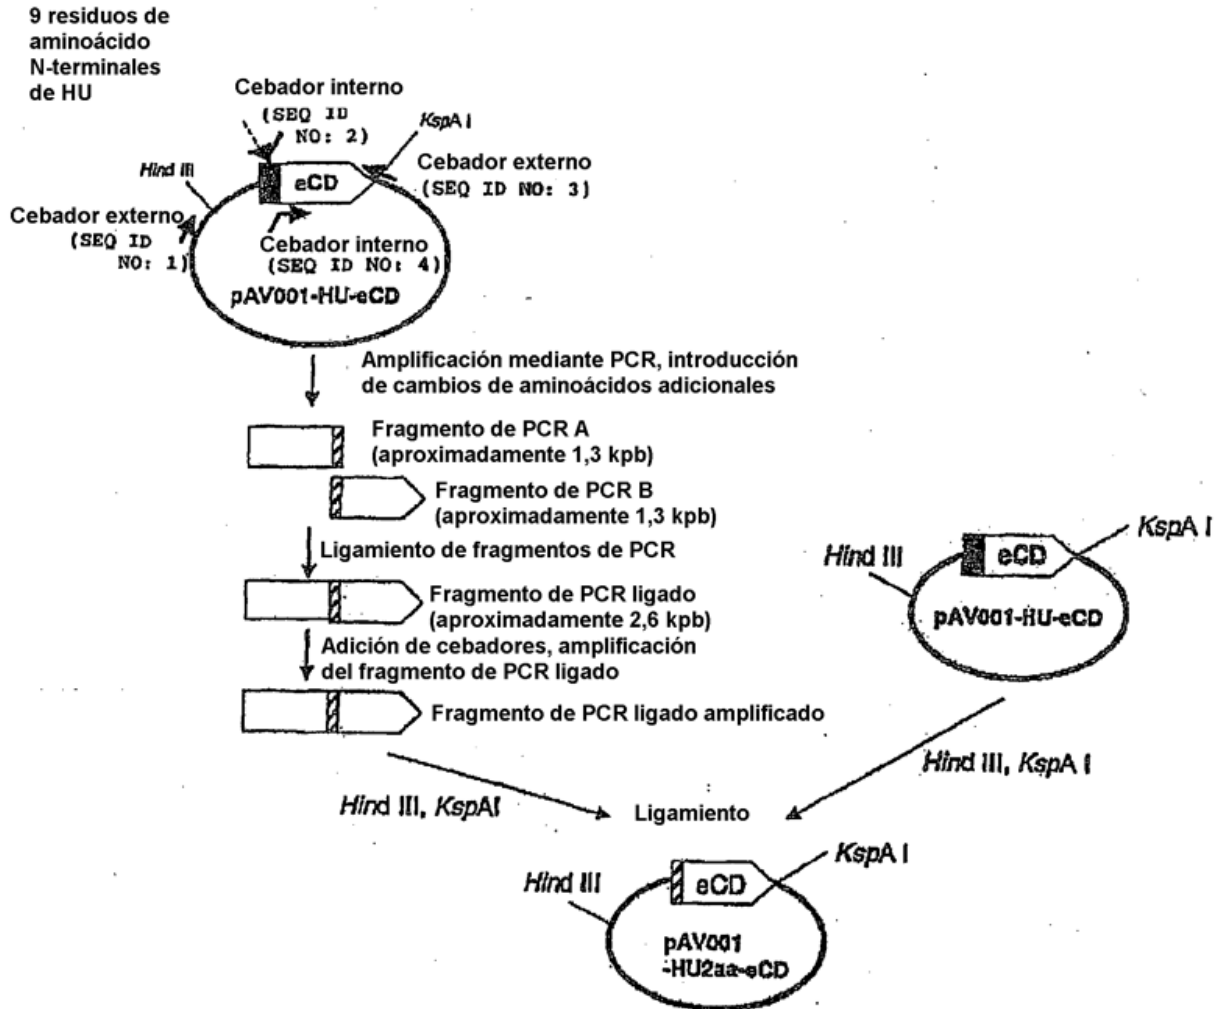 9 residuos de
aminoácido
N-terminales
de HU
Cebador interno
(SEQ ID
NO: 2)
KspA I
Hind III
eCD
Cebador externo
(SEQ ID NO: 3)
Cebador externo
(SEQ ID
NO: 1)
Cebador interno
(SEQ ID NO: 4)
pAV001-HU-eCD
Amplificación mediante PCR, introducción
de cambios de aminoácidos adicionales
Fragmento de PCR A
(aproximadamente 1,3 kpb)
Fragmento de PCR B
(aproximadamente 1,3 kpb)
Ligamiento de fragmentos de PCR
Fragmento de PCR ligado
(aproximadamente 2,6 kpb)
Adición de cebadores, amplificación
del fragmento de PCR ligado
Fragmento de PCR ligado amplificado
KspA I
Hind III
eCD
pAV001-HU-eCD
Hind III, KspA I
Hind III, KspAI
Ligamiento
KspA I
Hind III
eCD
pAV001
-HU2aa-eCD